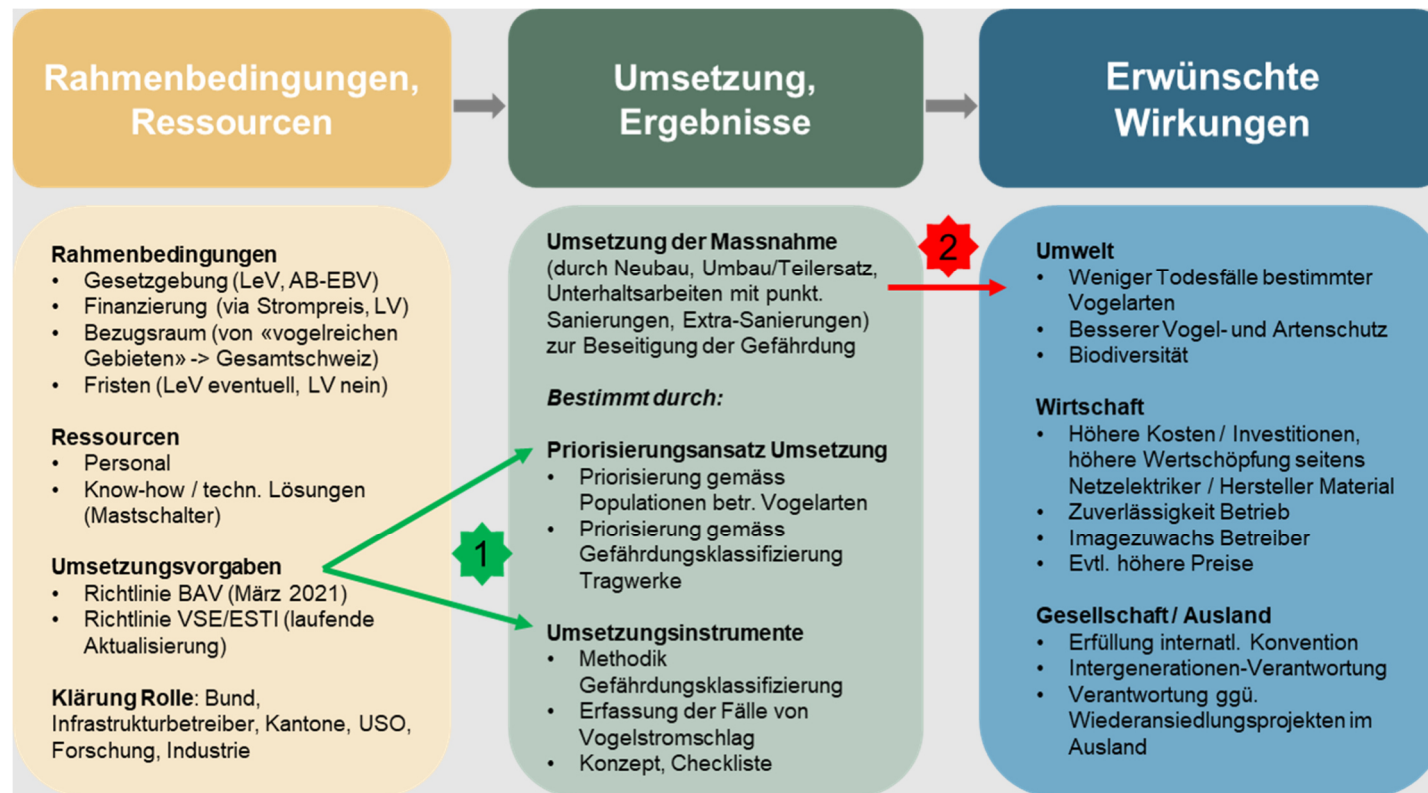 Rahmenbedingungen,
Ressourcen
Umsetzung,
Ergebnisse
Erwünschte
Wirkungen
Rahmenbedingungen
• Gesetzgebung (LeV, AB-EBV)
• Finanzierung (via Strompreis, LV)
• Bezugsraum (von «vogelreichen
Gebieten» -> Gesamtschweiz)
• Fristen (LeV eventuell, LV nein)
Ressourcen
• Personal
• Know-how / techn. Lösungen
(Mastschalter)
Umsetzungsvorgaben
• Richtlinie BAV (März 2021)
• Richtlinie VSE/ESTI (laufende
Aktualisierung)
Klärung Rolle: Bund,
Infrastrukturbetreiber, Kantone, USO,
Forschung, Industrie
1
Umsetzung der Massnahme
(durch Neubau, Umbau/Teilersatz,
Unterhaltsarbeiten mit punkt.
Sanierungen, Extra-Sanierungen)
zur Beseitigung der Gefährdung
Bestimmt durch:
Priorisierungsansatz Umsetzung
• Priorisierung gemäss
Populationen betr. Vogelarten
• Priorisierung gemäss
Gefährdungsklassifizierung
Tragwerke
Umsetzungsinstrumente
• Methodik
Gefährdungsklassifizierung
• Erfassung der Fälle von
Vogelstromschlag
• Konzept, Checkliste
2
Umwelt
• Weniger Todesfälle bestimmter
Vogelarten
• Besserer Vogel- und Artenschutz
• Biodiversität
Wirtschaft
• Höhere Kosten / Investitionen,
höhere Wertschöpfung seitens
Netzelektriker / Hersteller Material
• Zuverlässigkeit Betrieb
• Imagezuwachs Betreiber
• Evtl. höhere Preise
Gesellschaft / Ausland
• Erfüllung internatl. Konvention
• Intergenerationen-Verantwortung
• Verantwortung ggü.
Wiederansiedlungsprojekten im
Ausland